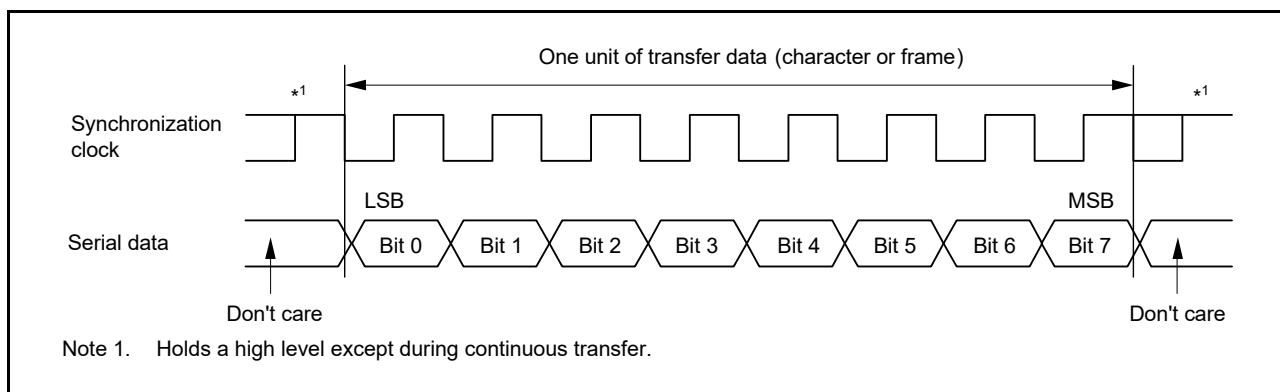 One unit of transfer data (character or frame)
*1 *1
Synchronization
clock
LSB MSB
Serial data Bit 0 Bit 1 Bit 2 Bit 3 Bit 4 Bit 5 Bit 6 Bit 7
Don't care Don't care
Note 1. Holds a high level except during continuous transfer.